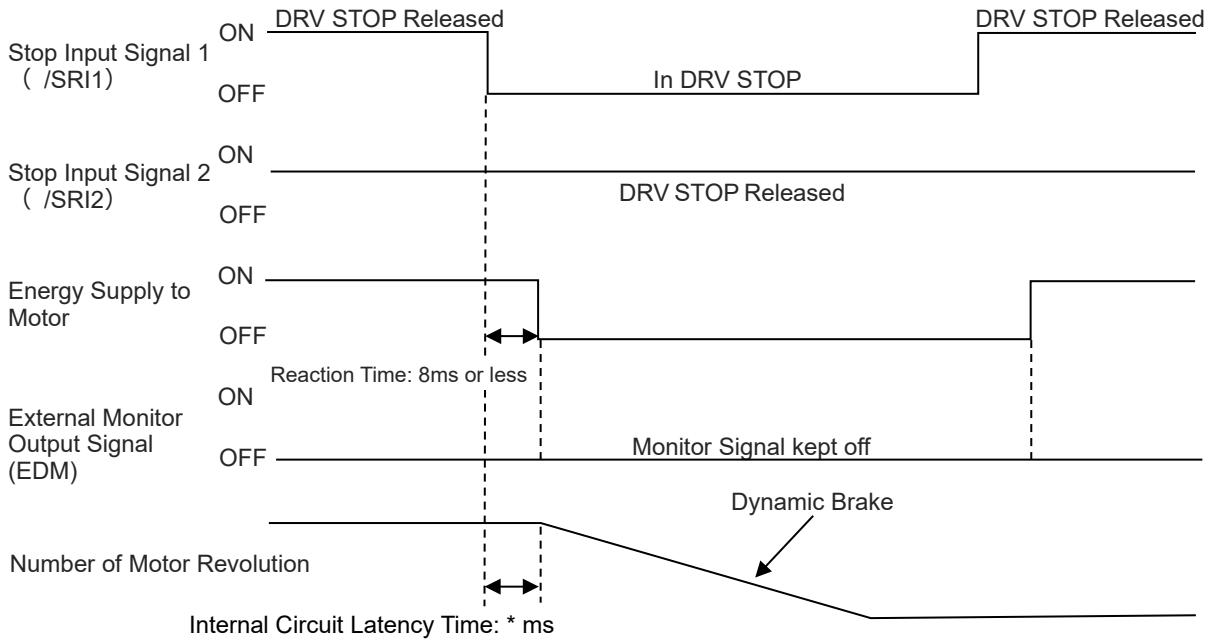 DRV STOP Released
DRV STOP Released
ON
Stop Input Signal 1
（ /SRI1）
In DRV STOP
OFF
ON
Stop Input Signal 2
（ /SRI2）
DRV STOP Released
OFF
ON
Energy Supply to
Motor
OFF
Reaction Time: 8ms or less
ON
External Monitor
Output Signal
(EDM)
Monitor Signal kept off
OFF
Dynamic Brake
Number of Motor Revolution
Internal Circuit Latency Time: * ms